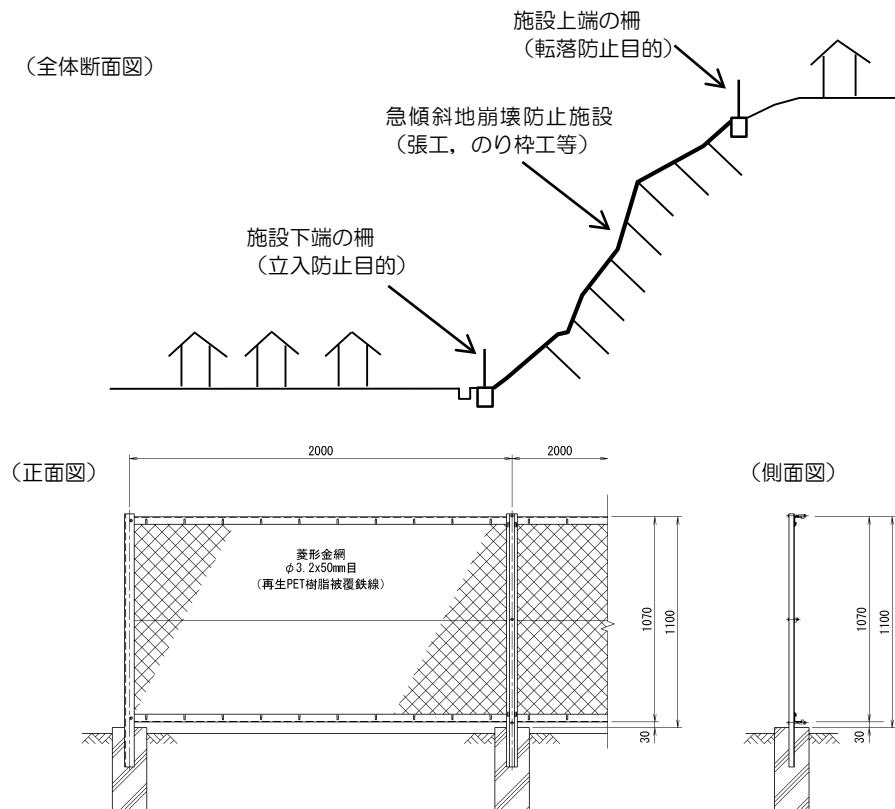 施設上端の柵
（転落防止目的）
（全体断面図）
急傾斜地崩壊防止施設
（張工，のり枠工等）
施設下端の柵
（立入防止目的）
（正面図）
2000
2000
（側面図）
菱形金網
φ3.2x50mm目
（再生PET樹脂被覆鉄線）
1070
1100
30
1070
1100
30